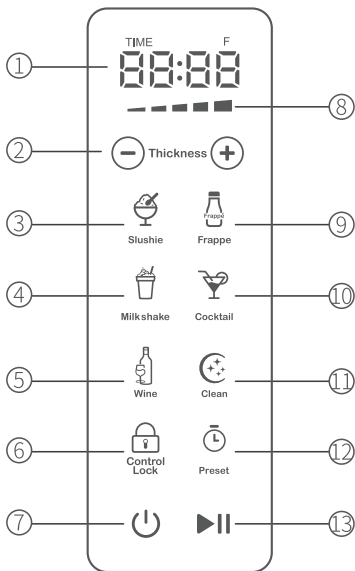 TIME F
88:88
① ⑧
② Thickness
Frappé
③ ⑨
Slushie Frappe
④ ⑩
Milkshake Cocktail
⑤ ⑪
Wine Clean
⑥ ⑫
Control
Lock Preset
⑦ ⑬